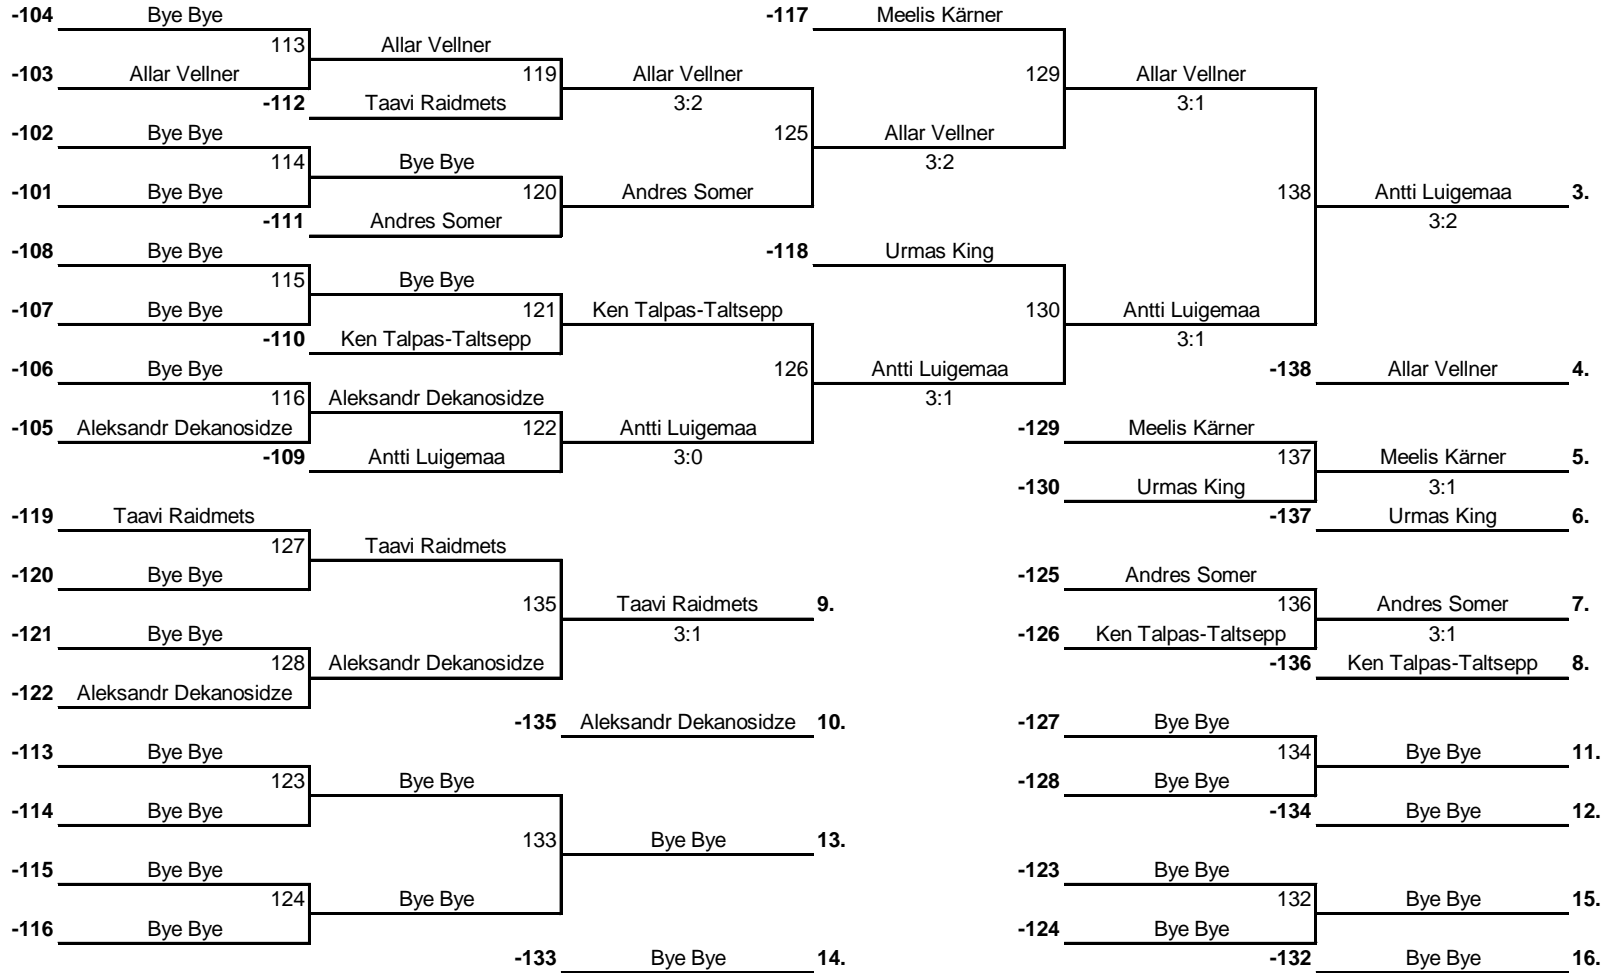 -104 Bye Bye -117 Meelis Kärner
113 Allar Vellner
-103 Allar Vellner 119 Allar Vellner 129 Allar Vellner
-112 Taavi Raidmets 3:2 3:1
-102 Bye Bye 125 Allar Vellner
114 Bye Bye 3:2
-101 Bye Bye 120 Andres Somer 138 Antti Luigemaa 3.
-111 Andres Somer 3:2
-108 Bye Bye -118 Urmas King
115 Bye Bye
-107 Bye Bye 121 Ken Talpas-Taltsepp 130 Antti Luigemaa
-110 Ken Talpas-Taltsepp 3:1
-106 Bye Bye 126 Antti Luigemaa -138 Allar Vellner 4.
116 Aleksandr Dekanosidze 3:1
-105 Aleksandr Dekanosidze 122 Antti Luigemaa -129 Meelis Kärner
-109 Antti Luigemaa 3:0 137 Meelis Kärner 5.
-130 Urmas King 3:1
-119 Taavi Raidmets -137 Urmas King 6.
127 Taavi Raidmets
-120 Bye Bye -125 Andres Somer
135 Taavi Raidmets 9. 136 Andres Somer 7.
-121 Bye Bye 3:1 -126 Ken Talpas-Taltsepp 3:1
128 Aleksandr Dekanosidze -136 Ken Talpas-Taltsepp 8.
-122 Aleksandr Dekanosidze
-135 Aleksandr Dekanosidze 10. -127 Bye Bye
-113 Bye Bye 134 Bye Bye 11.
123 Bye Bye -128 Bye Bye
-114 Bye Bye -134 Bye Bye 12.
133 Bye Bye 13.
-115 Bye Bye -123 Bye Bye
124 Bye Bye 132 Bye Bye 15.
-116 Bye Bye -124 Bye Bye
-133 Bye Bye 14. -132 Bye Bye 16.